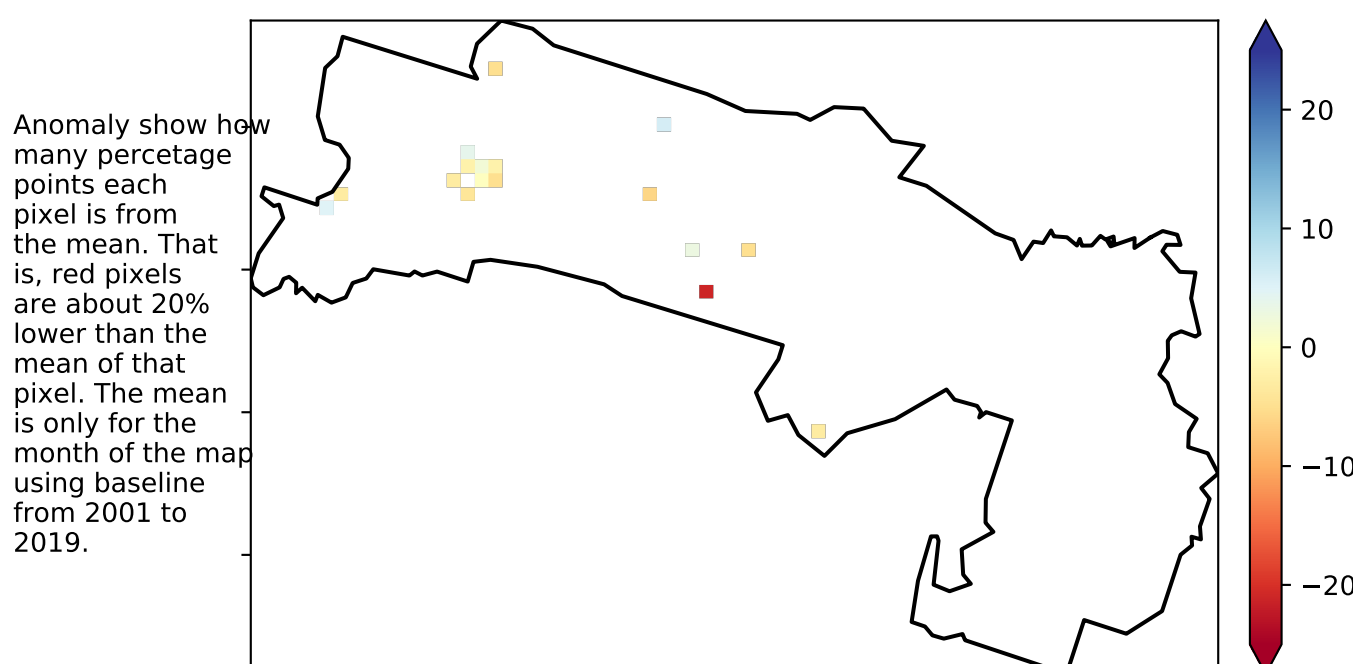 Anomaly show how
many percetage
points each
pixel is from
the mean. That
is, red pixels
are about 20%
lower than the
mean of that
pixel. The mean
is only for the
month of the map
using baseline
from 2001 to
2019.
20
10
0
−10
−20